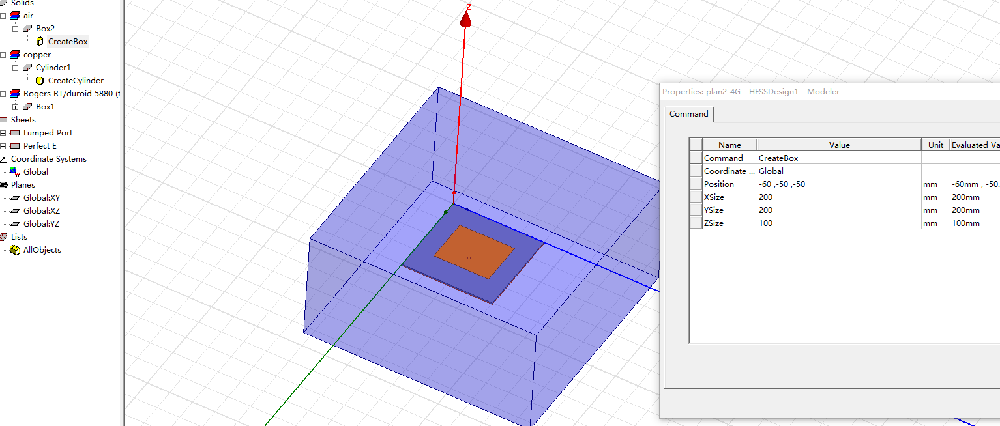 Solids
air
Box2
CreateBox
copper
Cylinder1
CreateCylinder
Rogers RT/duroid 5880 (t
Box1
Sheets
Lumped Port
Perfect E
Coordinate Systems
Global
Planes
Global:XY
Global:XZ
Global:YZ
Lists
AllObjects
Z
Properties: plan2_4G - HFSSDesign1 - Modeler
Command
Name Value Unit Evaluated Va
Command CreateBox
Coordinate ... Global
Position -60 ,-50 ,-50 mm -60mm , -50.
XSize 200 mm 200mm
YSize 200 mm 200mm
ZSize 100 mm 100mm